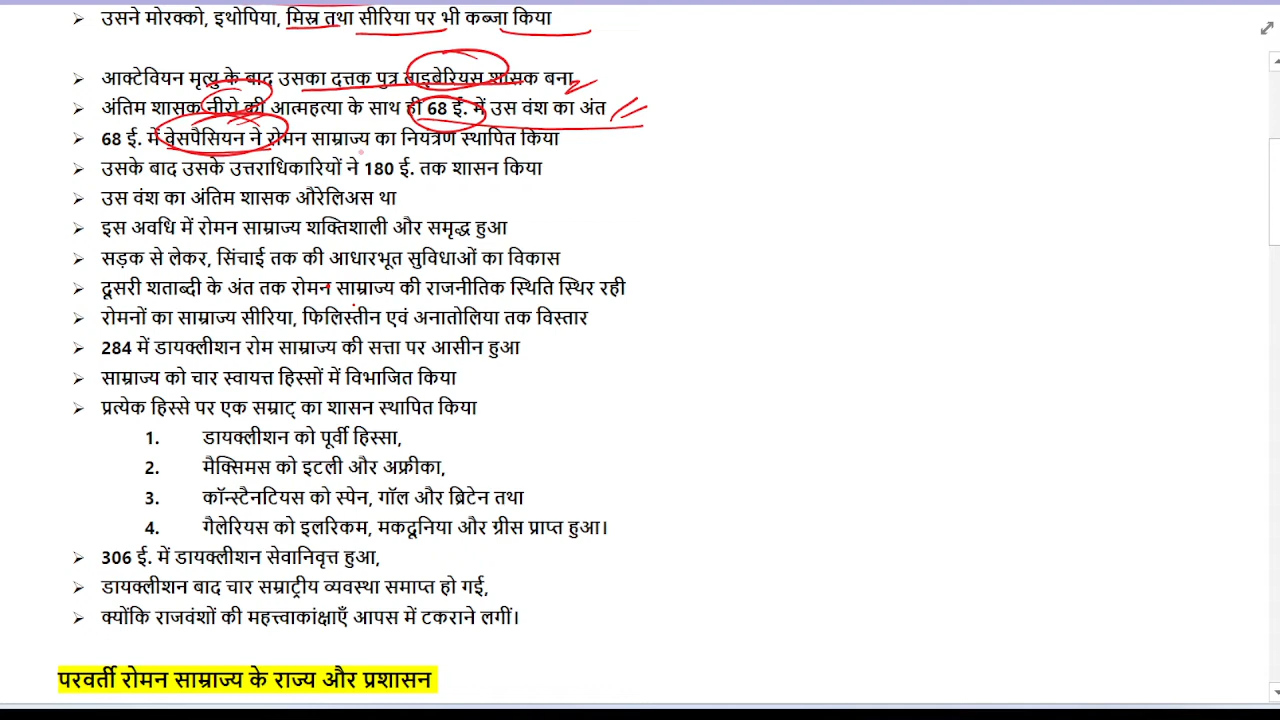 ➢ उसने मोरक्को, इथोपिया, मिस्र तथा सीरिया पर भी कब्जा किया
➢ आक्टेवियन मृत्यु के बाद उसका दत्तक पुत्र ताइबेरियस शासक बना
➢ अंतिम शासक नीरो की आत्महत्या के साथ ही 68 ई. में उस वंश का अंत
➢ 68 ई. में वेसपैसियन ने रोमन साम्राज्य का नियत्रंण स्थापित किया
➢ उसके बाद उसके उत्तराधिकारियों ने 180 ई. तक शासन किया
➢ उस वंश का अंतिम शासक औरेलिअस था
➢ इस अवधि में रोमन साम्राज्य शक्तिशाली और समृद्ध हुआ
➢ सड़क से लेकर, सिंचाई तक की आधारभूत सुविधाओं का विकास
➢ दूसरी शताब्दी के अंत तक रोमन साम्राज्य की राजनीतिक स्थिति स्थिर रही
➢ रोमनों का साम्राज्य सीरिया, फिलिस्तीन एवं अनातोलिया तक विस्तार
➢ 284 में डायक्लीशन रोम साम्राज्य की सत्ता पर आसीन हुआ
➢ साम्राज्य को चार स्वायत्त हिस्सों में विभाजित किया
➢ प्रत्येक हिस्से पर एक सम्राट् का शासन स्थापित किया
1. डायक्लीशन को पूर्वी हिस्सा,
2. मैक्सिमस को इटली और अफ्रीका,
3. कॉन्स्टैनटियस को स्पेन, गॉल और ब्रिटेन तथा
4. गैलेरियस को इलरिकम, मकदूनिया और ग्रीस प्राप्त हुआ।
➢ 306 ई. में डायक्लीशन सेवानिवृत्त हुआ,
➢ डायक्लीशन बाद चार सम्राट्रीय व्यवस्था समाप्त हो गई,
➢ क्योंकि राजवंशों की महत्त्वाकांक्षाएँ आपस में टकराने लगीं।
परवर्ती रोमन साम्राज्य के राज्य और प्रशासन